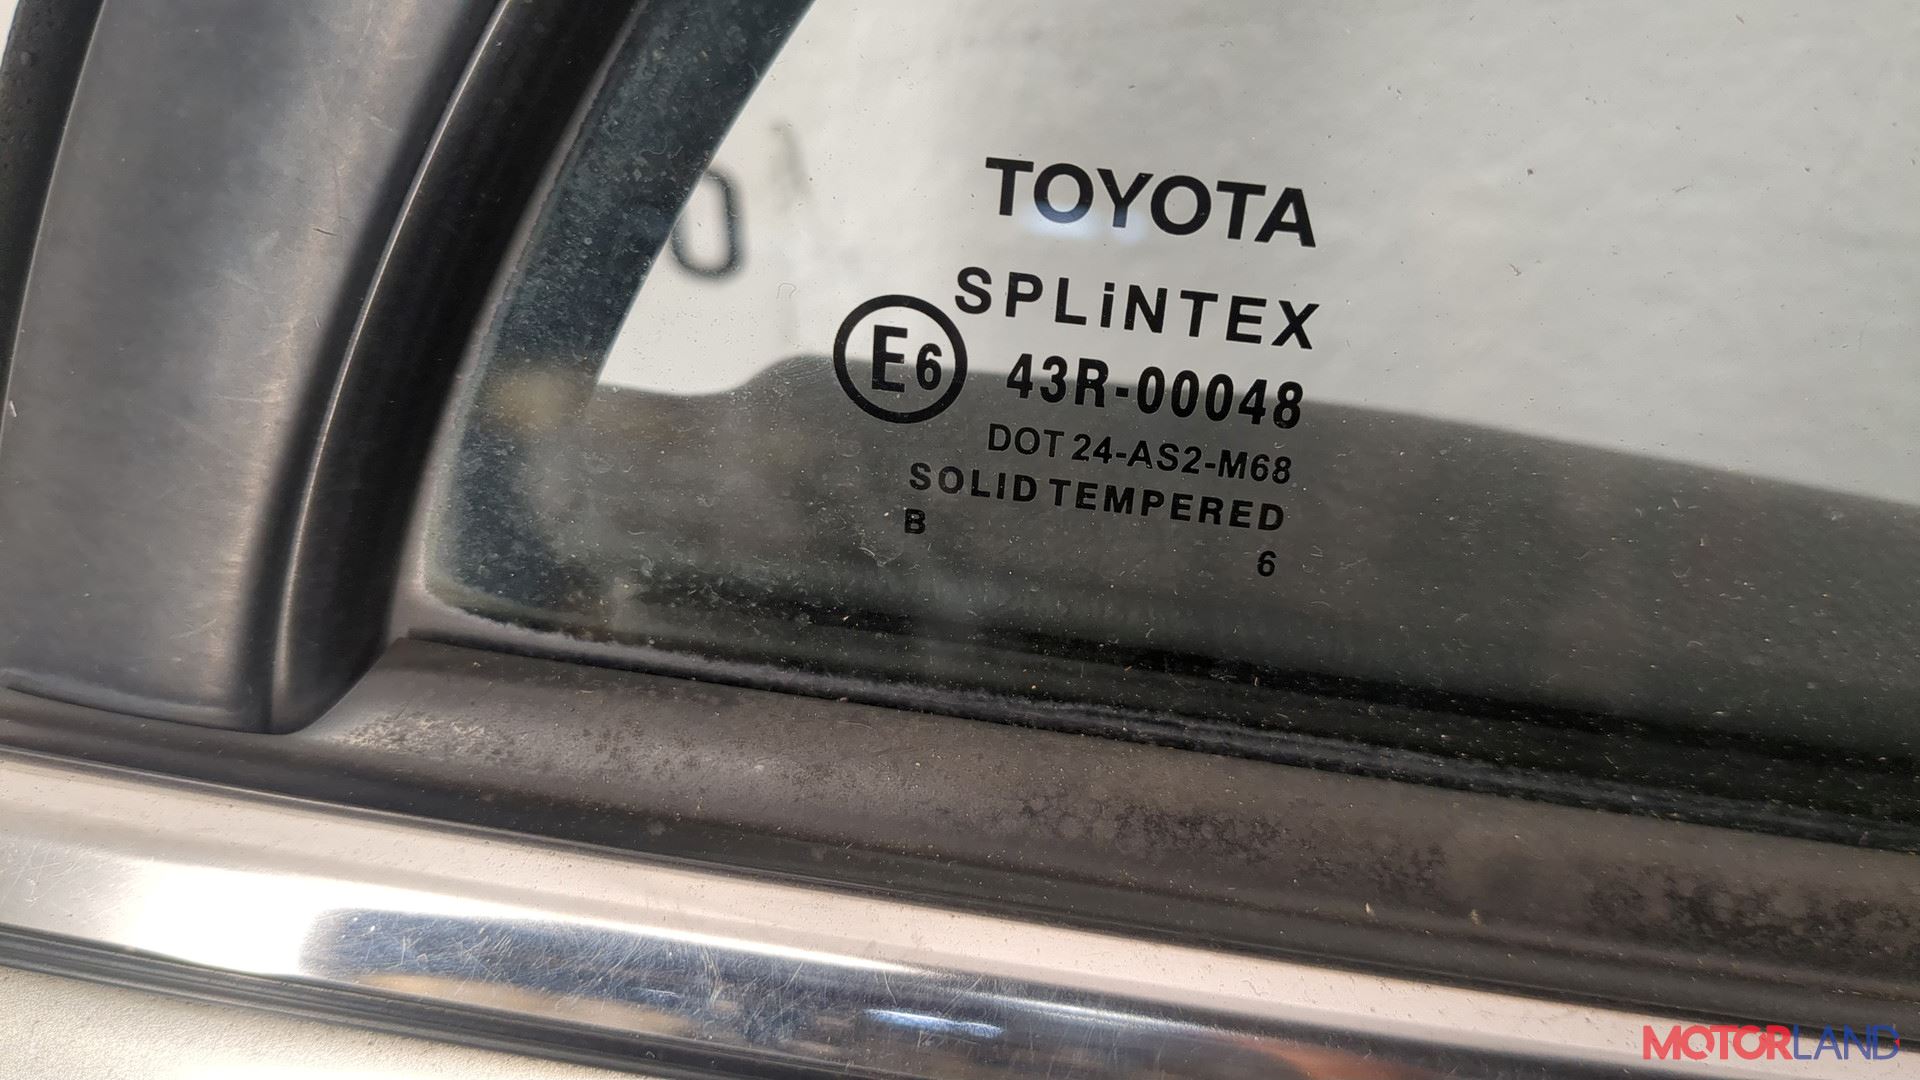 TOYOTA
SPLiNTEX
E6 43R-00048
DOT 24-AS2-M68
SOLID TEMPERED
B
6
MOTORLAND